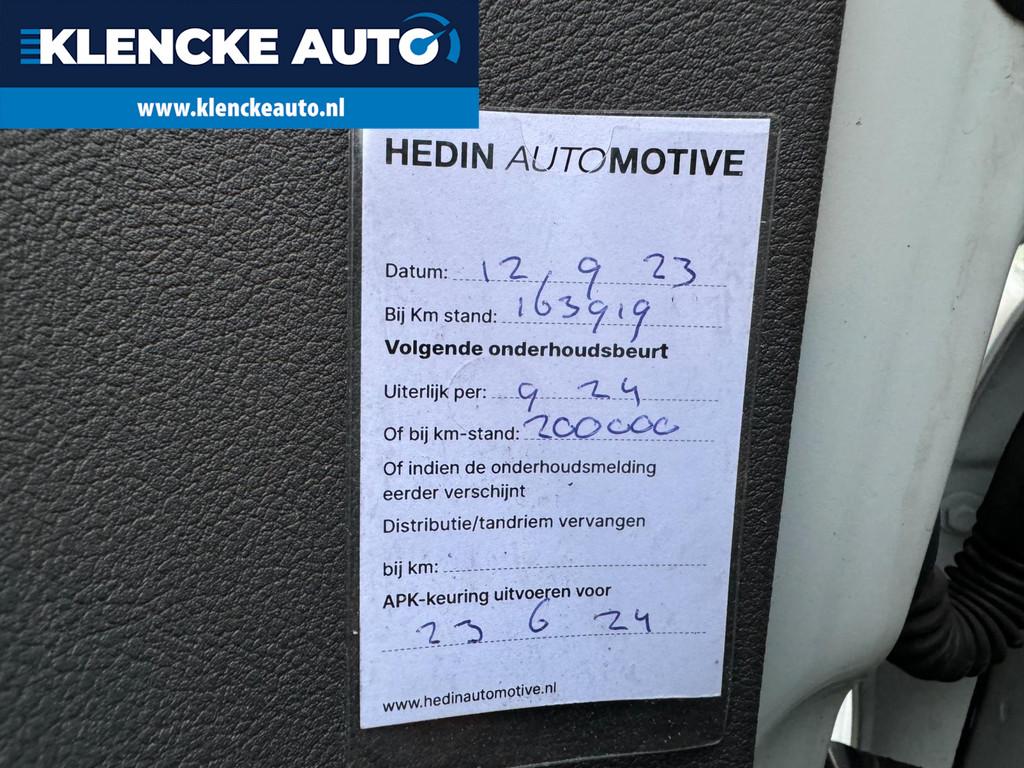 KLENCKE AUTO
www.klenckeauto.nl
HEDIN AUTOMOTIVE
Datum: 12, 9 23
Bij Km stand: 163919
Volgende onderhoudsbeurt
Uiterlijk per: 9 24
Of bij km-stand: 200000
Of indien de onderhoudsmelding
eerder verschijnt
Distributie/tandriem vervangen
bij km:
APK-keuring uitvoeren voor
23 6 24
www.hedinautomotive.nl